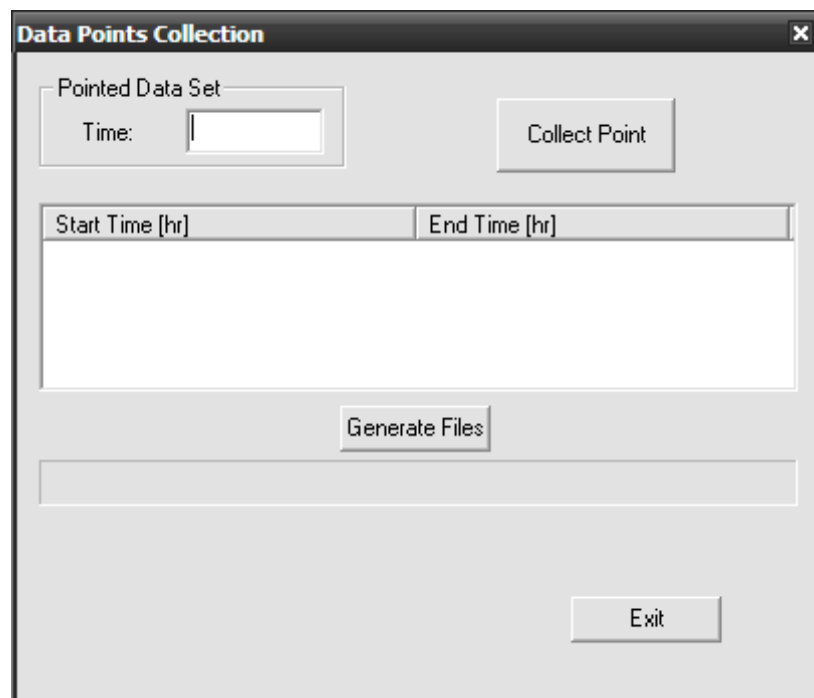 Data Points Collection
Pointed Data Set
Time:
Collect Point
Start Time [hr] End Time [hr]
Generate Files
Exit